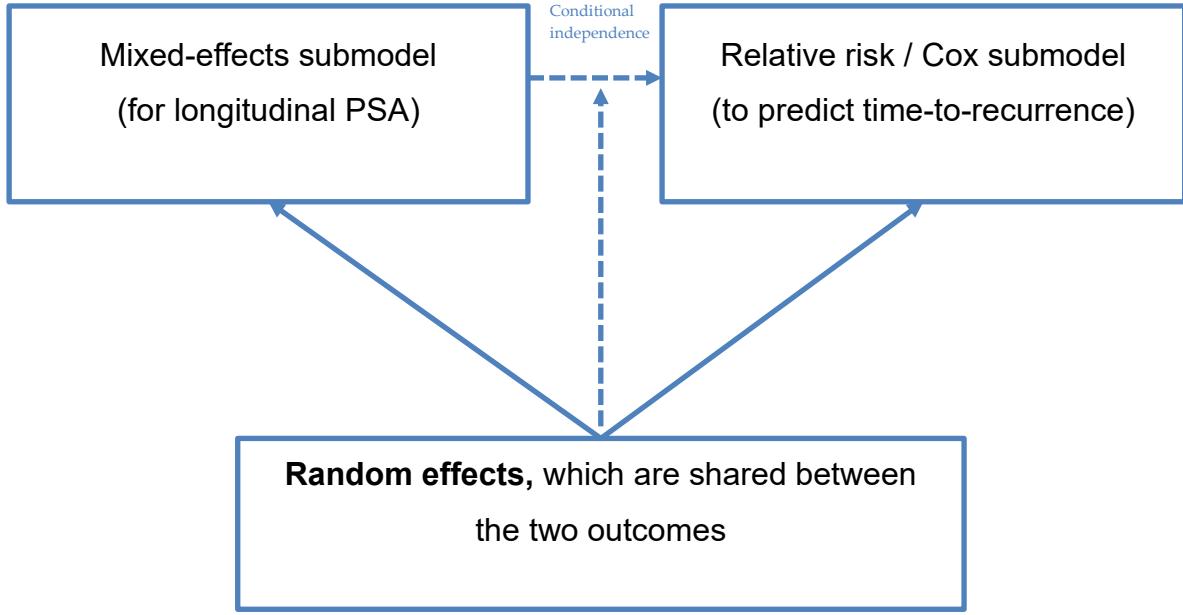 Mixed-effects submodel
(for longitudinal PSA)
Conditional
independence
Relative risk / Cox submodel
(to predict time-to-recurrence)
Random effects, which are shared between
the two outcomes